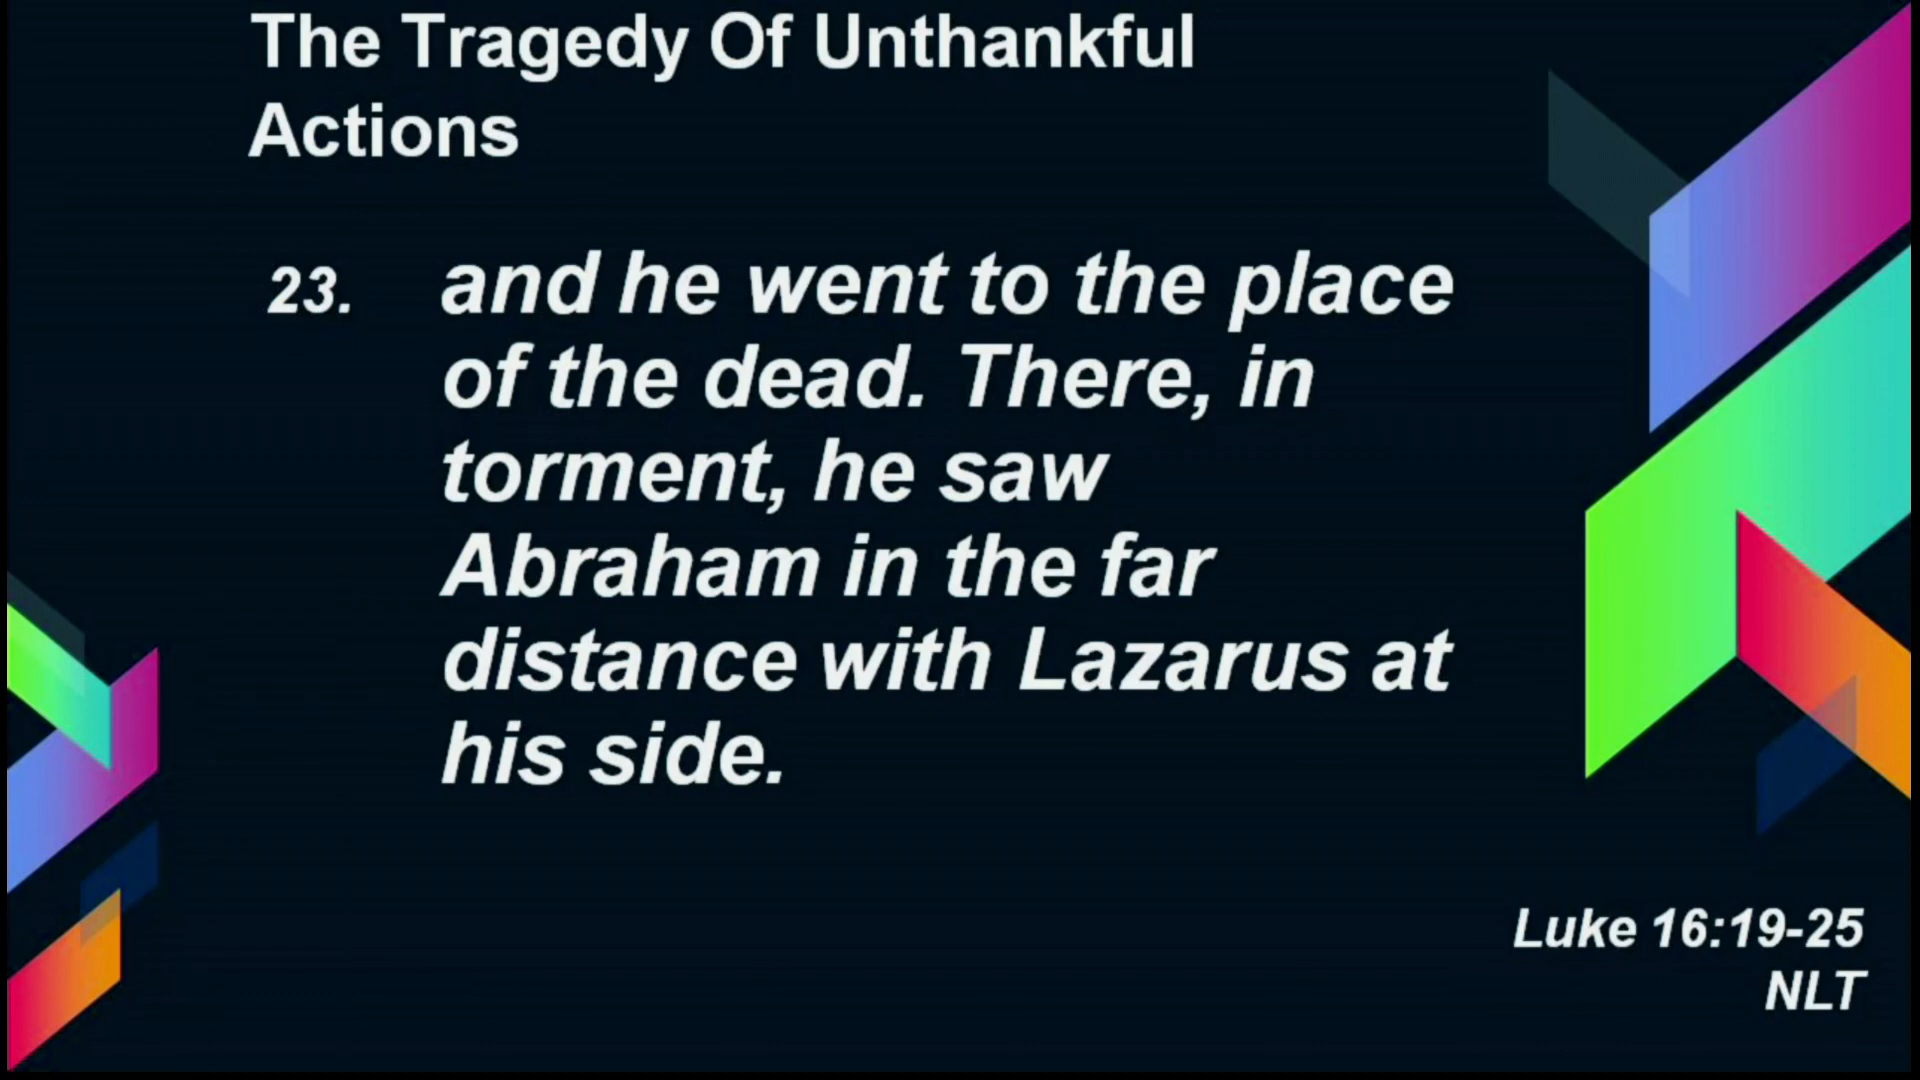 The Tragedy Of Unthankful
Actions
23. and he went to the place
of the dead. There, in
torment, he saw
Abraham in the far
distance with Lazarus at
his side.
Luke 16:19-25
NLT